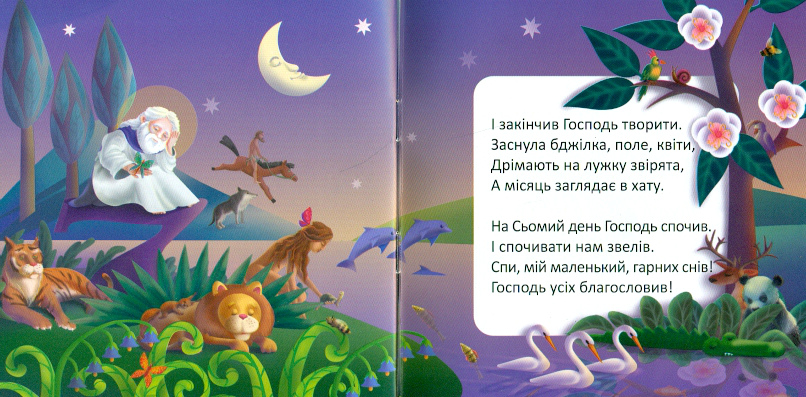 І закінчив Господь творити.
Заснула бджілка, поле, квіти,
Дрімають на лужку звірята,
А місяць заглядає в хату.
На Сьомий день Господь спочив.
І спочивати нам звелів.
Спи, мій маленький, гарних снів!
Господь усіх благословив!